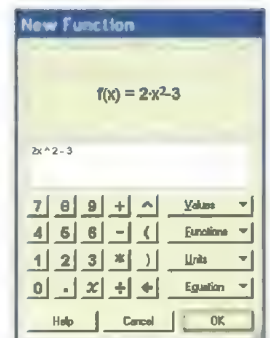 New Function
f(x) = 2·x²-3
2x^2-3
7 8 9 + ^ Values
4 5 6 - ( Functions
1 2 3 * ) Units
0 . x ÷ ← Equation
Help Cancel OK